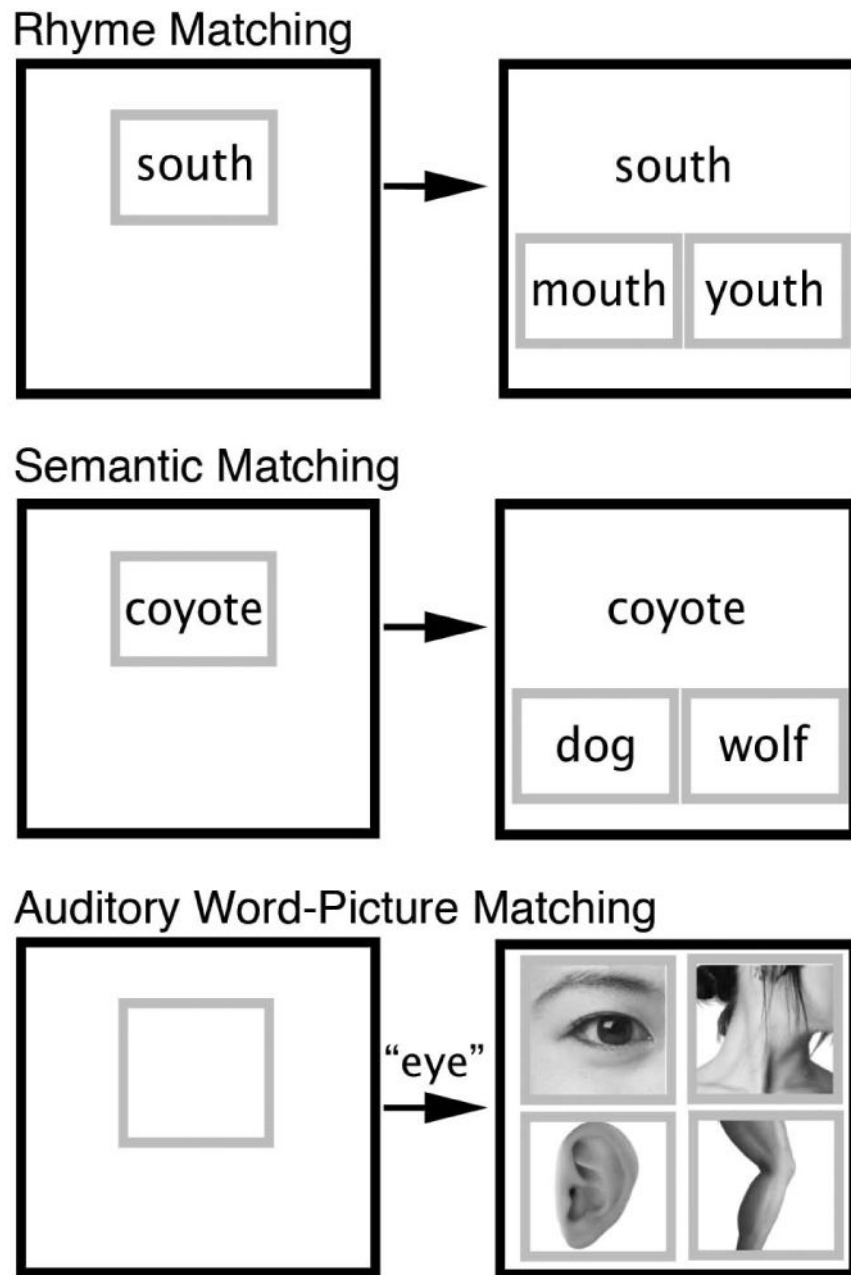 Rhyme Matching
south
south
mouth youth
Semantic Matching
coyote
coyote
dog wolf
Auditory Word-Picture Matching
“eye”